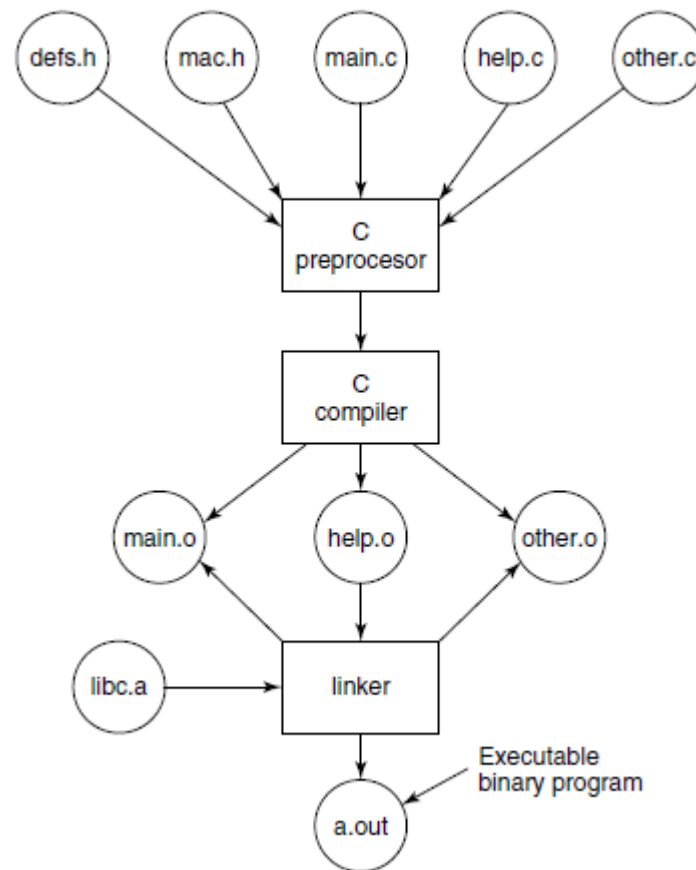 defs.h
mac.h
main.c
help.c
other.c
C
preprocesor
C
compiler
main.o
help.o
other.o
libc.a
linker
Executable
binary program
a.out